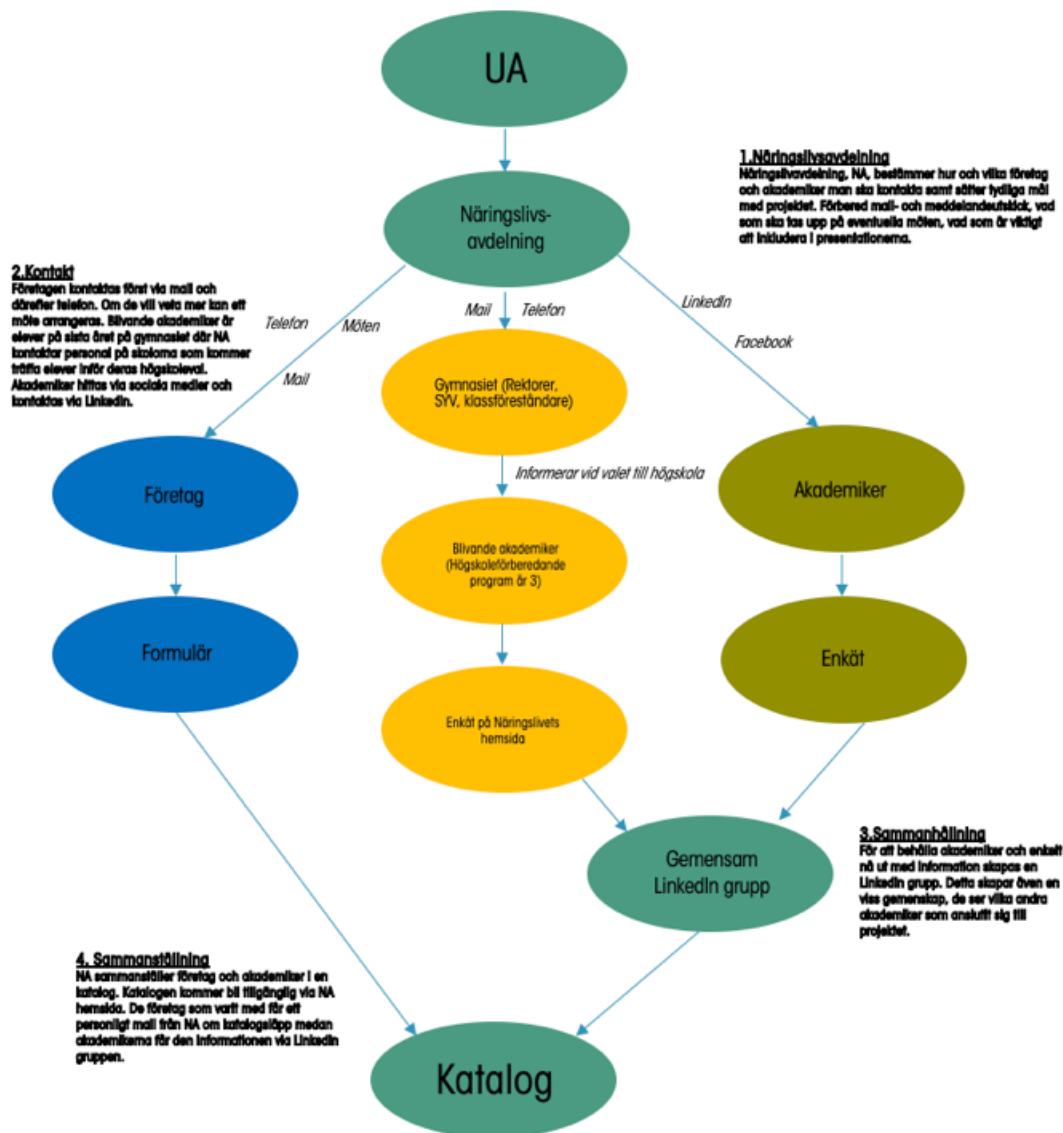 UA
1.Näringslivsavdelning
Näringslivavdelning, NA, bestämmer hur och vilka företag
och akademiker man ska kontakta samt sätter tydliga mål
med projektet. Förbered mail- och meddelandeutskick, vad
som ska tas upp på eventuella möten, vad som är viktigt
att inkludera i presentationerna.
Näringslivs-
avdelning
2.Kontakt
Företagen kontaktas först via mail och
därefter telefon. Om de vill veta mer kan ett
möte arrangeras. Blivande akademiker är
elever på sista året på gymnasiet där NA
kontaktar personal på skolorna som kommer
träffa elever inför deras högskoleval.
Akademiker hittas via sociala medier och
kontaktas via LinkedIn.
Telefon
Möten
Mail
Mail
Telefon
LinkedIn
Facebook
Gymnasiet (Rektorer,
SYV, klassföreståndare)
Informerar vid valet till högskola
Företag
Akademiker
Blivande akademiker
(Högskoleförberedande
program år 3)
Formulär
Enkät
Enkät på Näringslivets
hemsida
Gemensam
LinkedIn grupp
3.Sammanhållning
För att behålla akademiker och enkelt
nå ut med information skapas en
LinkedIn grupp. Detta skapar även en
viss gemenskap, de ser vilka andra
akademiker som anslutit sig till
projektet.
4. Sammanställning
NA sammanställer företag och akademiker i en
katalog. Katalogen kommer bli tillgänglig via NA
hemsida. De företag som varit med får ett
personligt mail från NA om katalogsläpp medan
akademikerna får den informationen via LinkedIn
gruppen.
Katalog